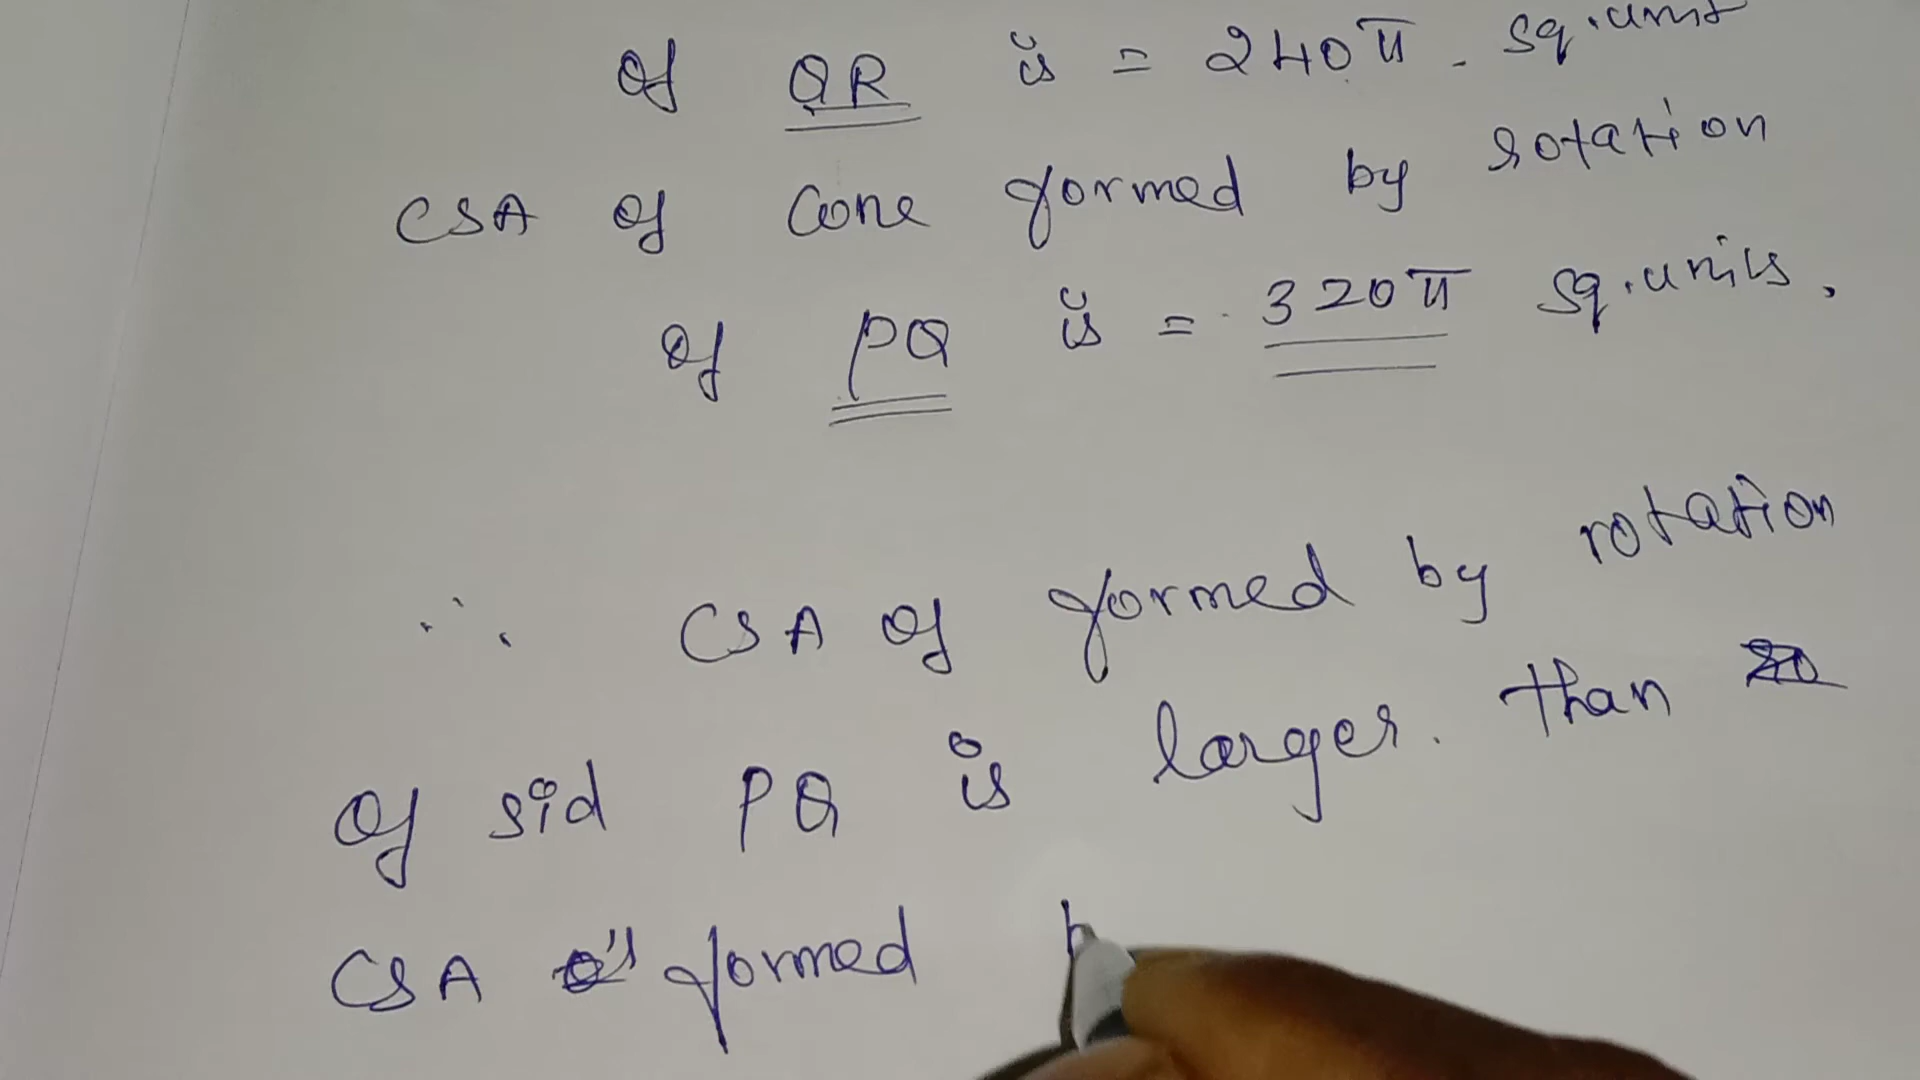 of QR is = 240π. sq.unit
CSA of Cone formed by rotation
of PQ is = 320π sq.units.
∴ CSA of formed by rotation
of sid PQ is larger. than
CSA formed